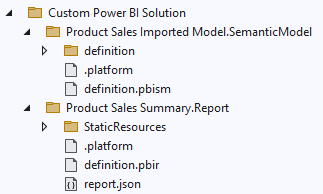 Custom Power BI Solution
Product Sales Imported Model.SemanticModel
definition
.platform
definition.pbism
Product Sales Summary.Report
StaticResources
.platform
definition.pbir
report.json